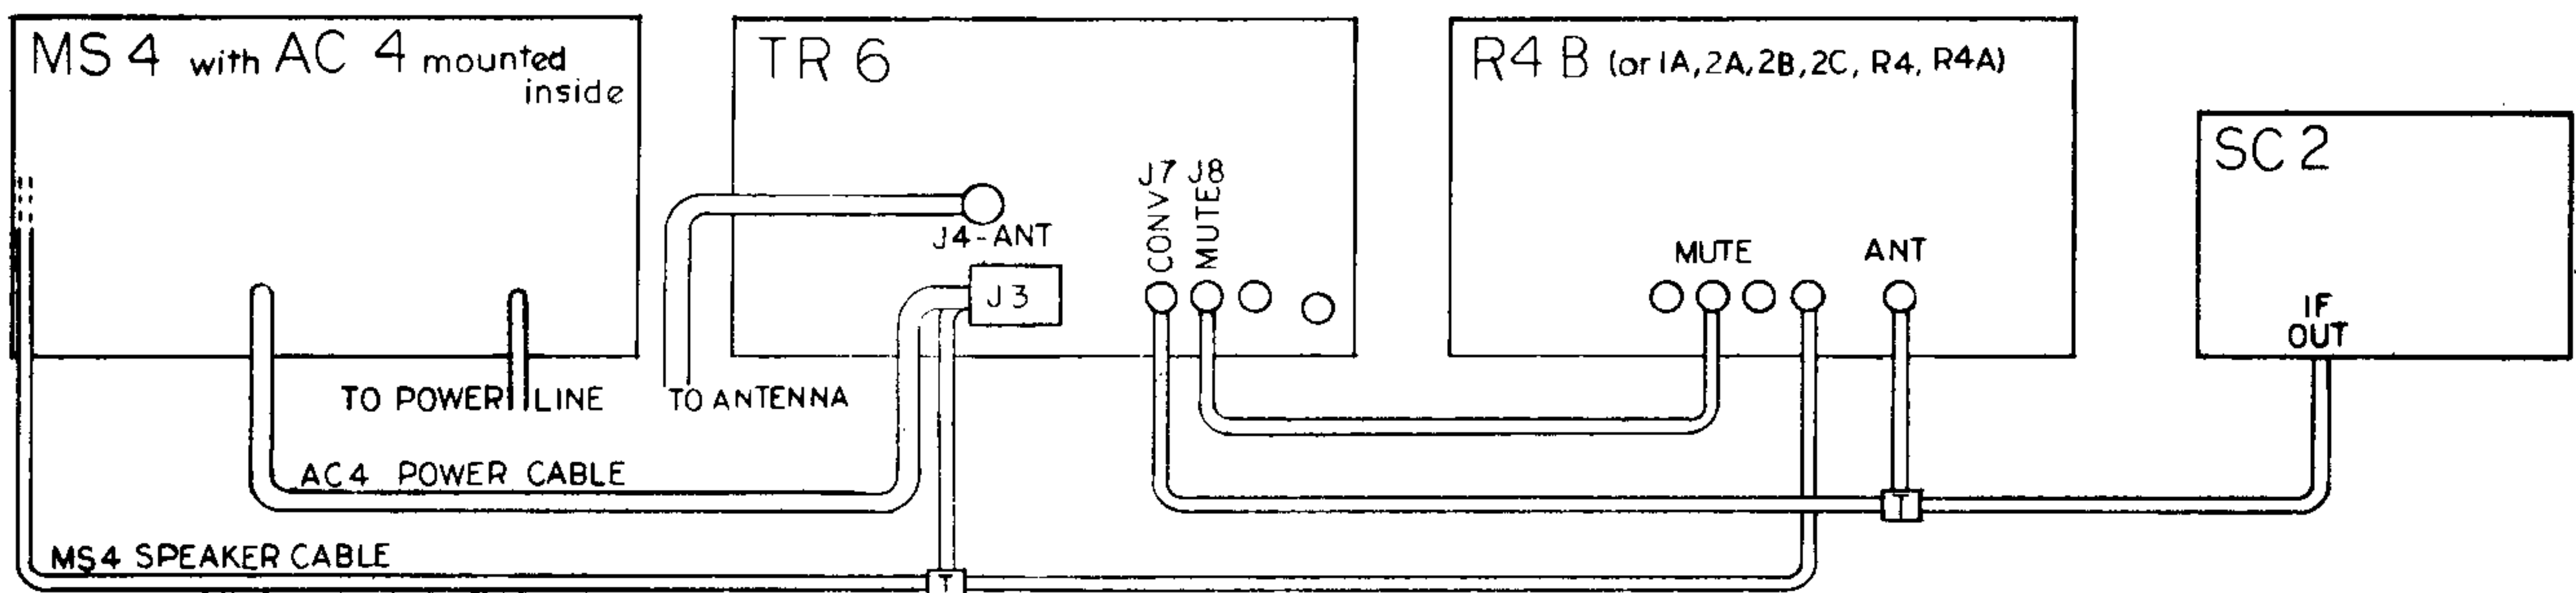 MS 4 with AC 4 mounted
inside
TR 6
R4 B (or 1A, 2A, 2B, 2C, R4, R4A)
SC 2
J7 J8
CONV
MUTE
J4-ANT
J3
MUTE
ANT
IF
OUT
TO POWER LINE
TO ANTENNA
AC4 POWER CABLE
T
MS4 SPEAKER CABLE
T